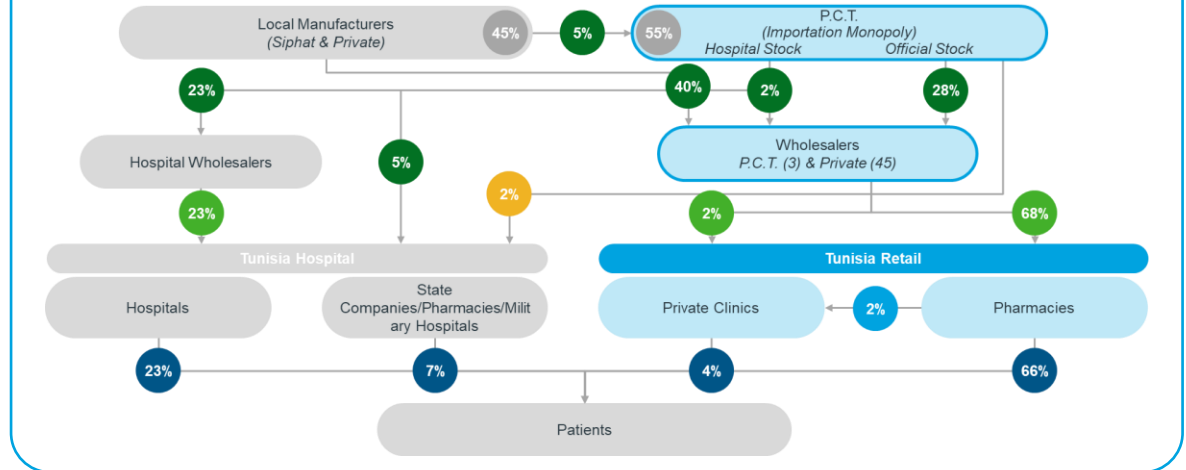 Local Manufacturers
(Siphat & Private)
45%
5%
55%
P.C.T.
(Importation Monopoly)
Hospital Stock
Official Stock
23%
40%
2%
28%
Hospital Wholesalers
5%
Wholesalers
P.C.T. (3) & Private (45)
23%
2%
2%
68%
Tunisia Hospital
Tunisia Retail
Hospitals
State
Companies/Pharmacies/Milit
ary Hospitals
Private Clinics
2%
Pharmacies
23%
7%
4%
66%
Patients